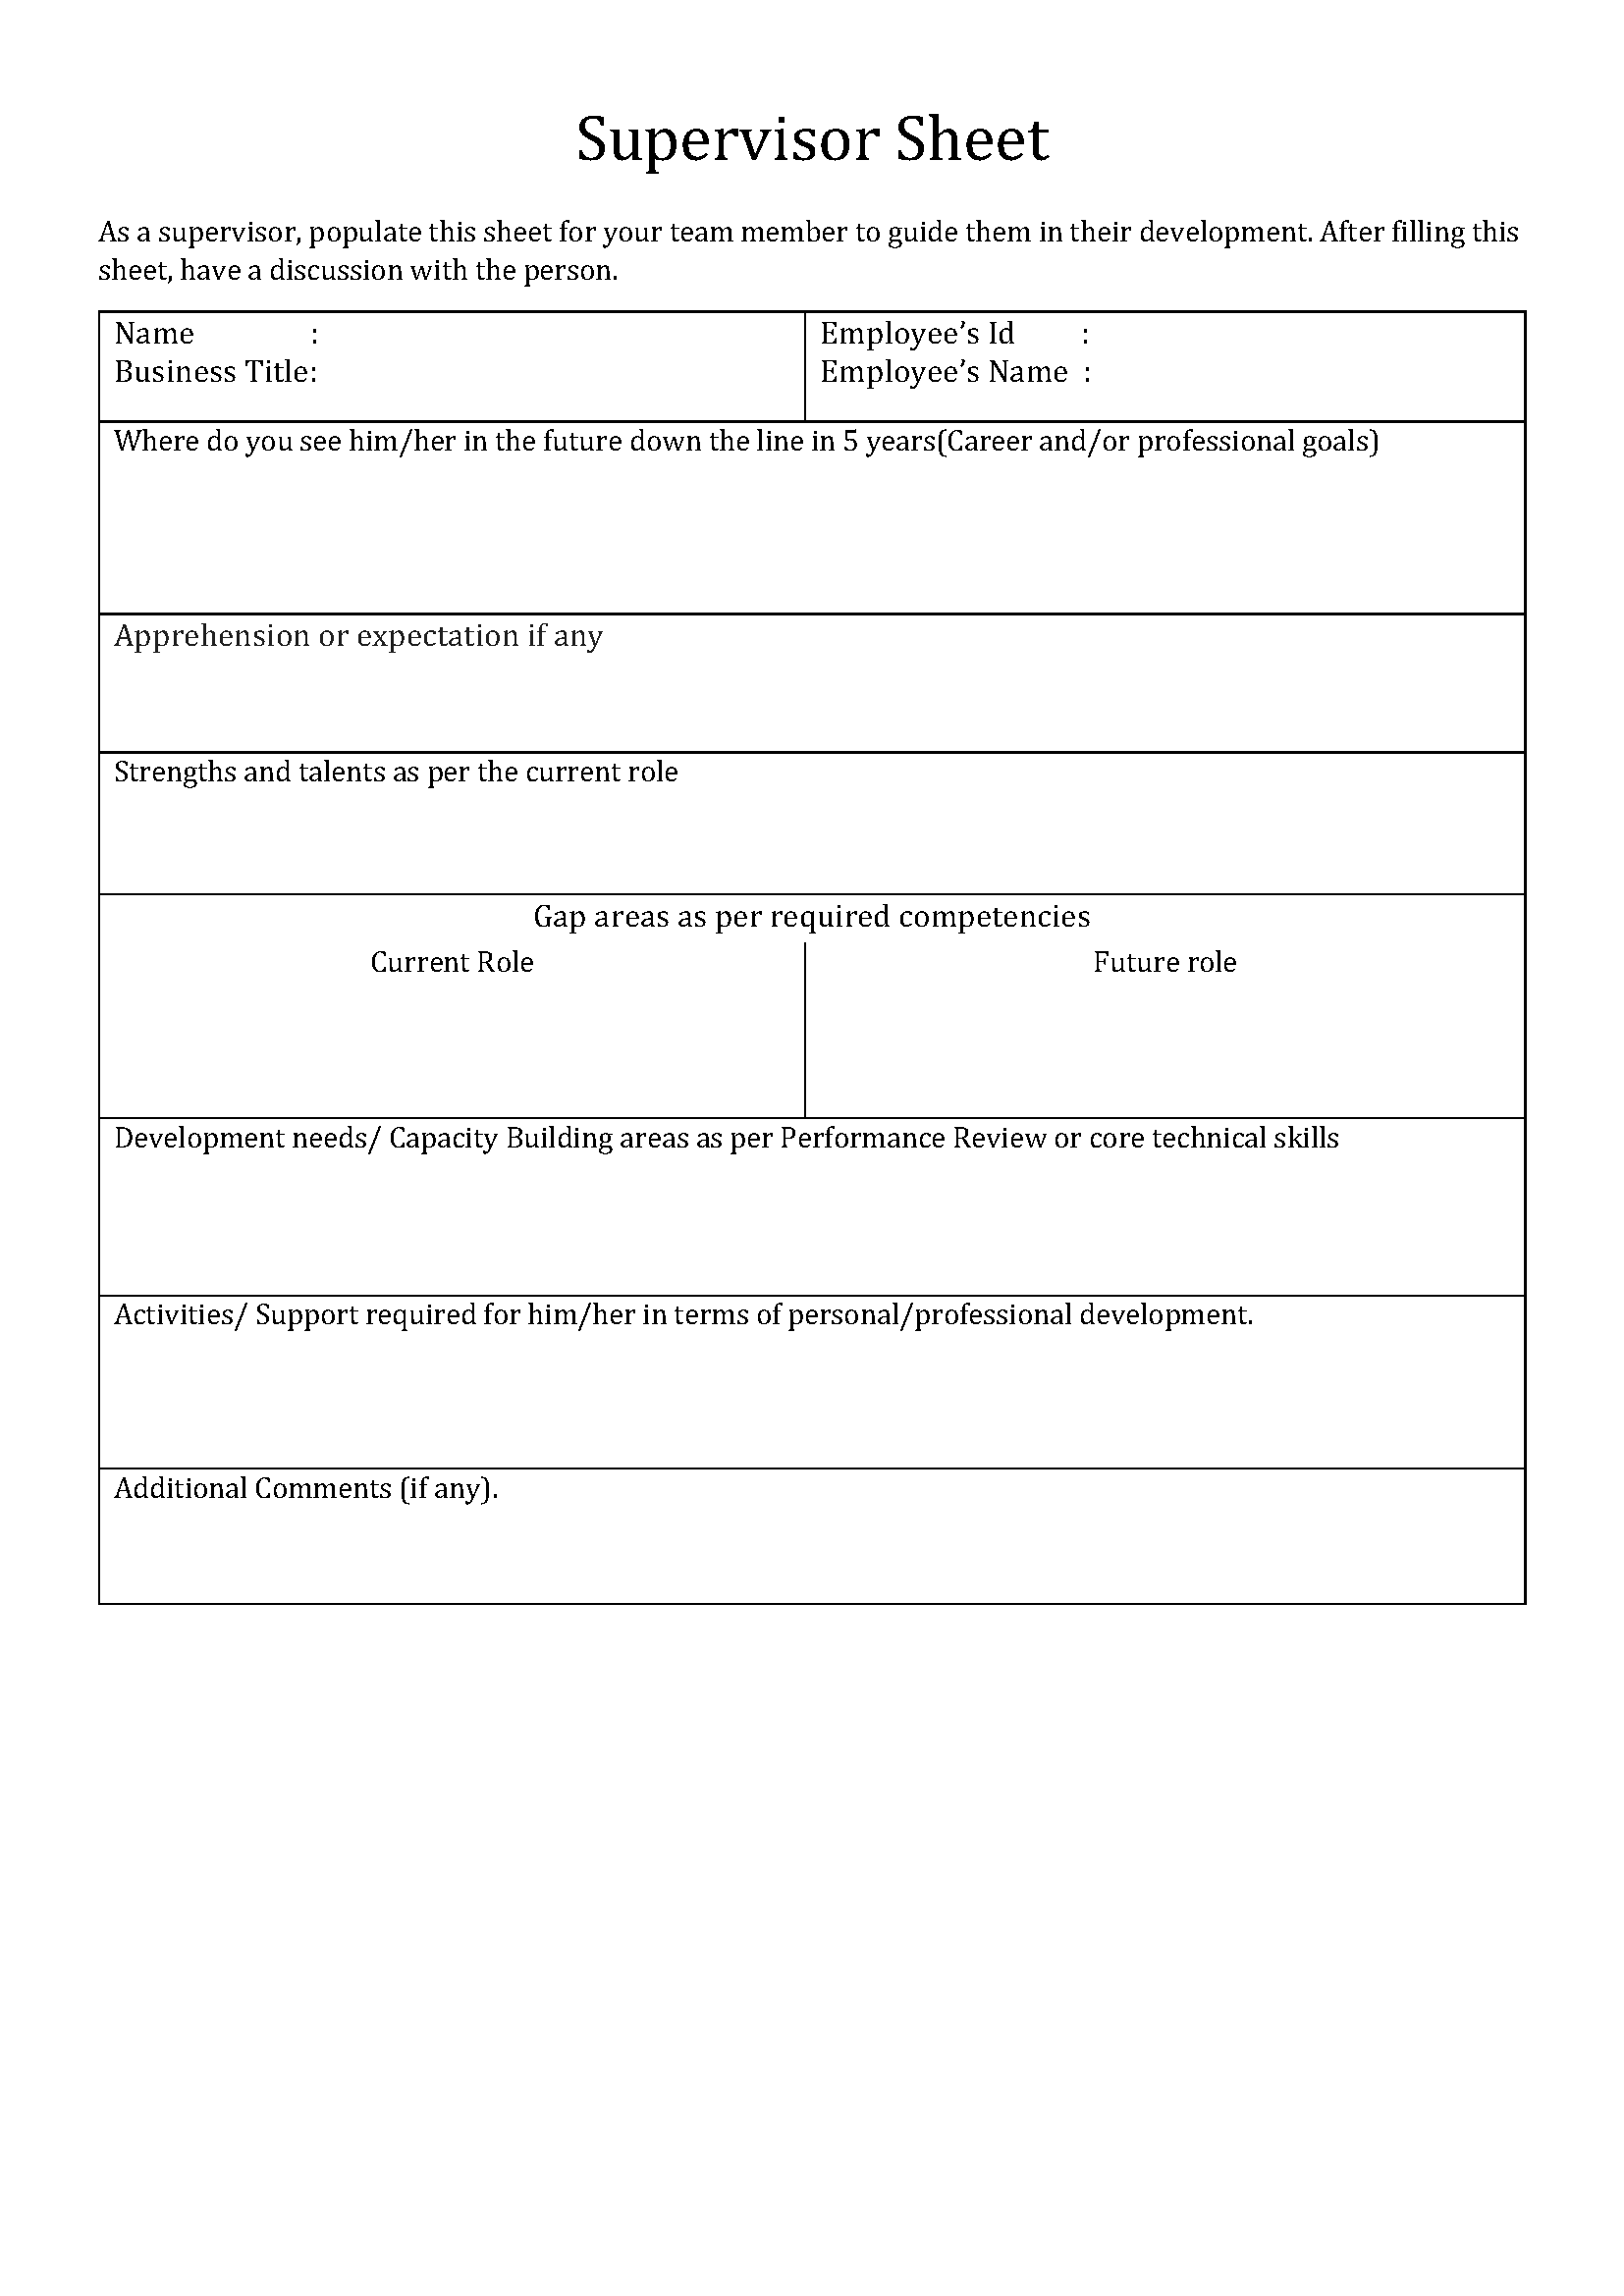 Supervisor Sheet
As a supervisor, populate this sheet for your team member to guide them in their development. After filling this
sheet, have a discussion with the person.
Name :
Business Title:
Employee’s Id :
Employee’s Name :
Where do you see him/her in the future down the line in 5 years(Career and/or professional goals)
Apprehension or expectation if any
Strengths and talents as per the current role
Gap areas as per required competencies
Current Role
Future role
Development needs/ Capacity Building areas as per Performance Review or core technical skills
Activities/ Support required for him/her in terms of personal/professional development.
Additional Comments (if any).